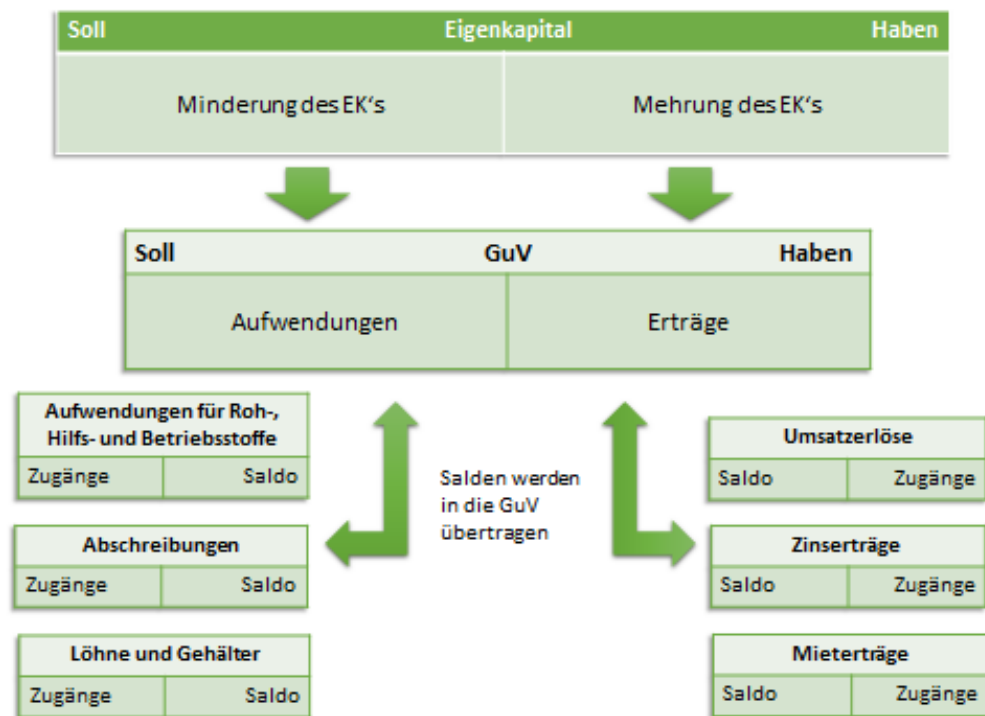 Soll Eigenkapital Haben
Minderung des EK‘s Mehrung des EK‘s
Soll GuV Haben
Aufwendungen Erträge
Aufwendungen für Roh-,
Hilfs- und Betriebsstoffe
Zugänge Saldo
Abschreibungen
Zugänge Saldo
Löhne und Gehälter
Zugänge Saldo
Salden werden
in die GuV
übertragen
Umsatzerlöse
Saldo Zugänge
Zinserträge
Saldo Zugänge
Mieterträge
Saldo Zugänge